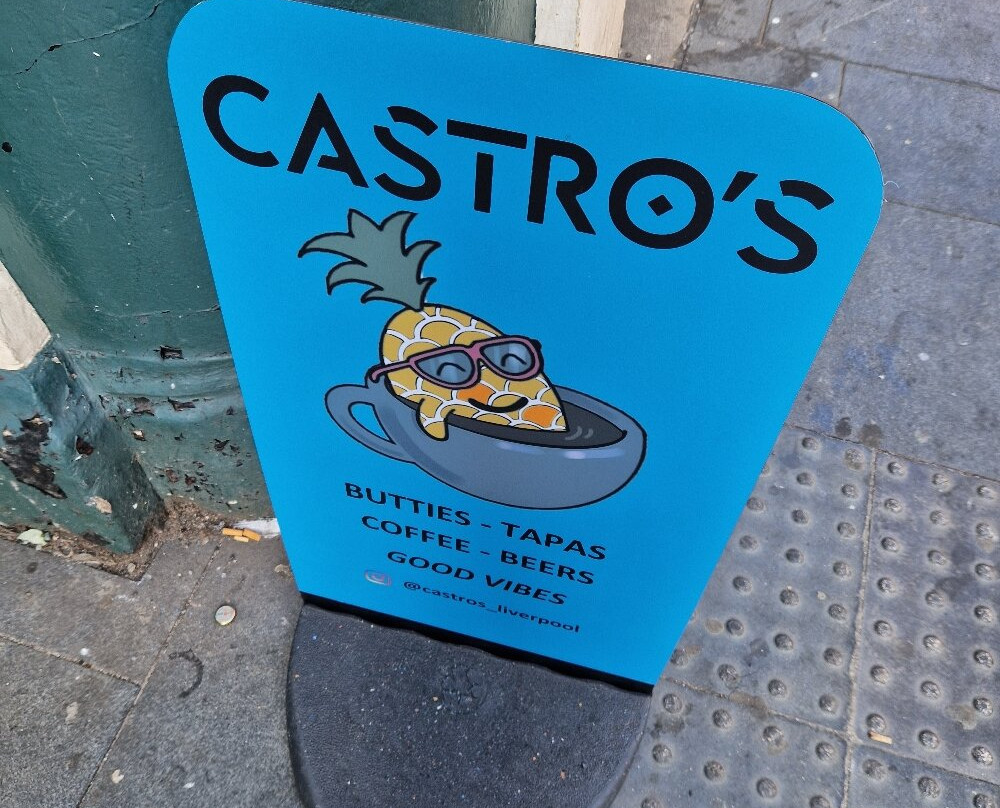 CASTRO'S
BUTTIES - TAPAS
COFFEE - BEERS
GOOD VIBES
@castros_liverpool